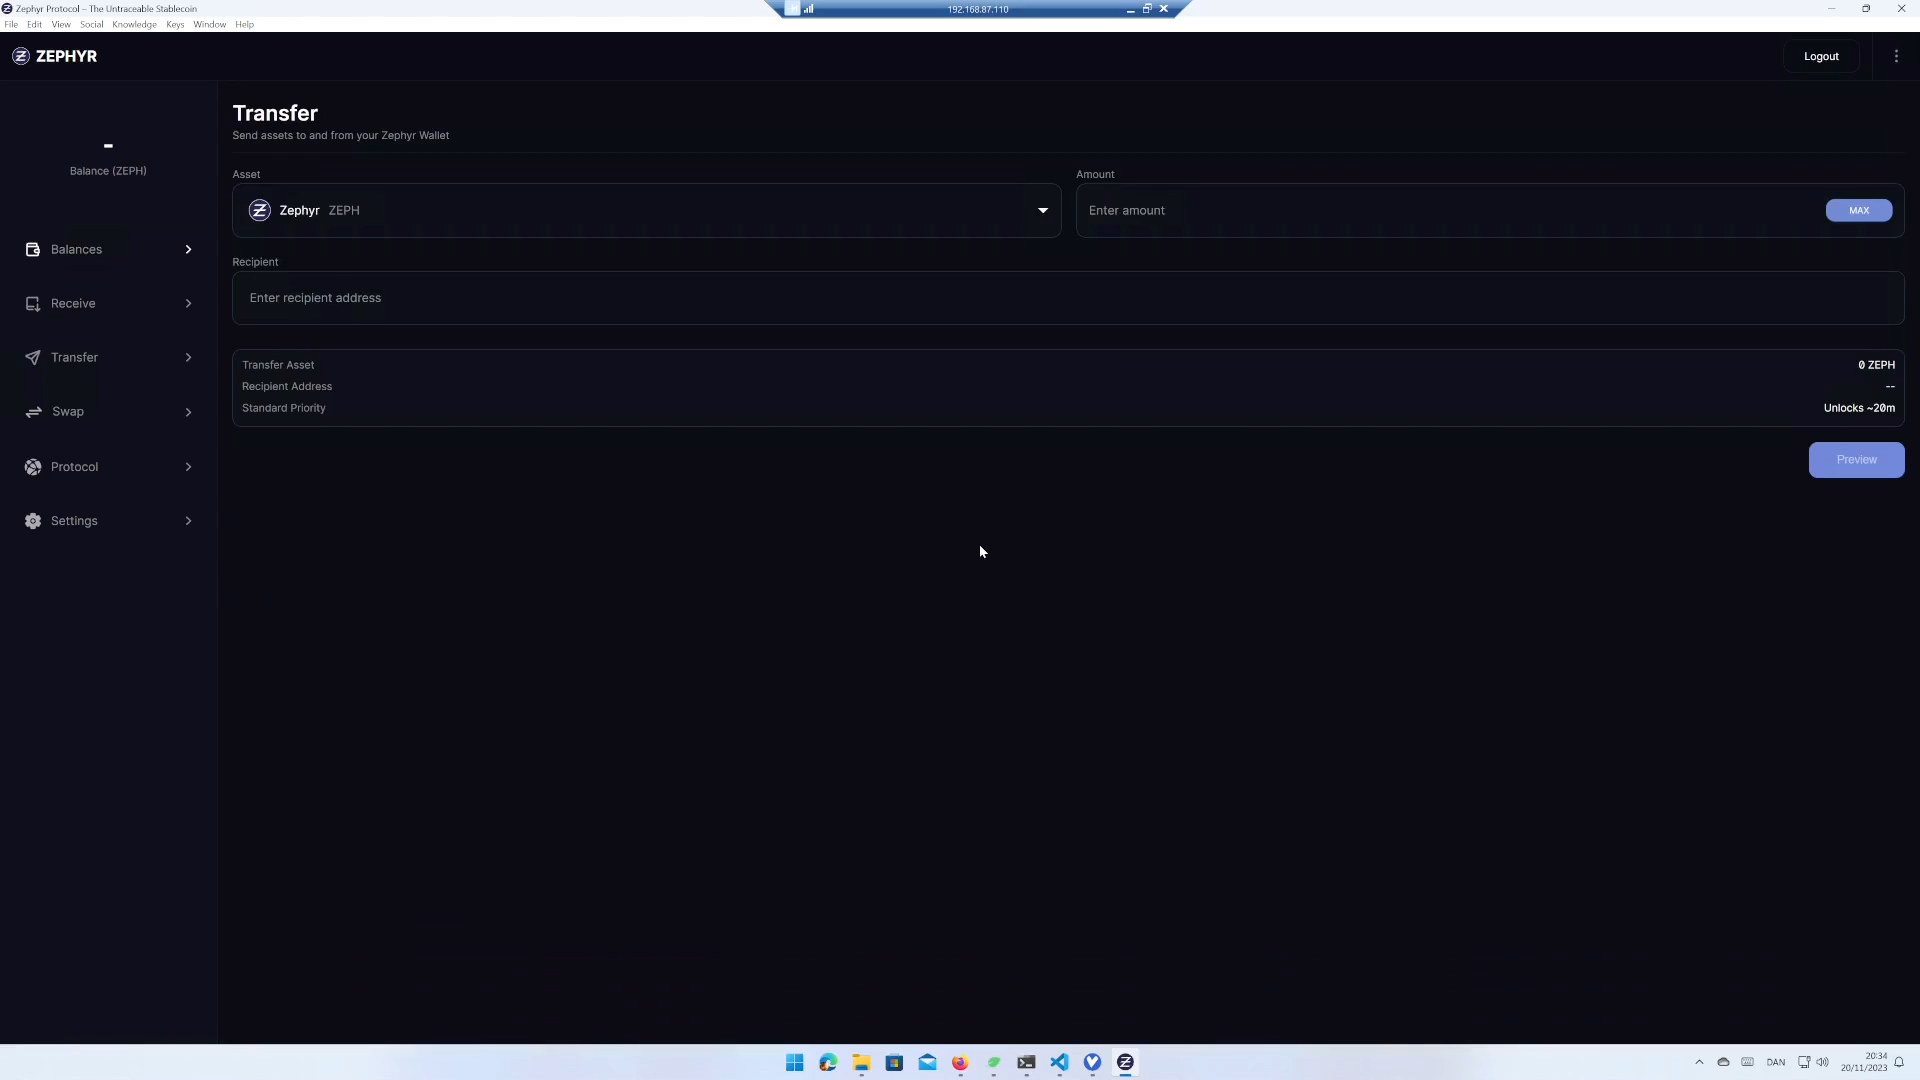 Zephyr Protocol – The Untraceable Stablecoin
192.168.87.110
File Edit View Social Knowledge Keys Window Help
ZEPHYR
Logout
-
Balance (ZEPH)
Balances
Receive
Transfer
Swap
Protocol
Settings
Transfer
Send assets to and from your Zephyr Wallet
Asset
Zephyr ZEPH
Amount
Enter amount
MAX
Recipient
Enter recipient address
Transfer Asset 0 ZEPH
Recipient Address --
Standard Priority Unlocks ~20m
Preview
DAN
20:34
20/11/2023